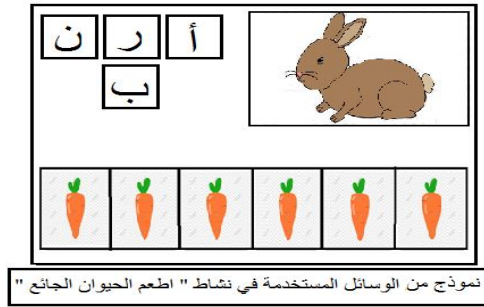 أ ر ن
ب
نموذج من الوسائل المستخدمة في نشاط " اطعم الحيوان الجائع "